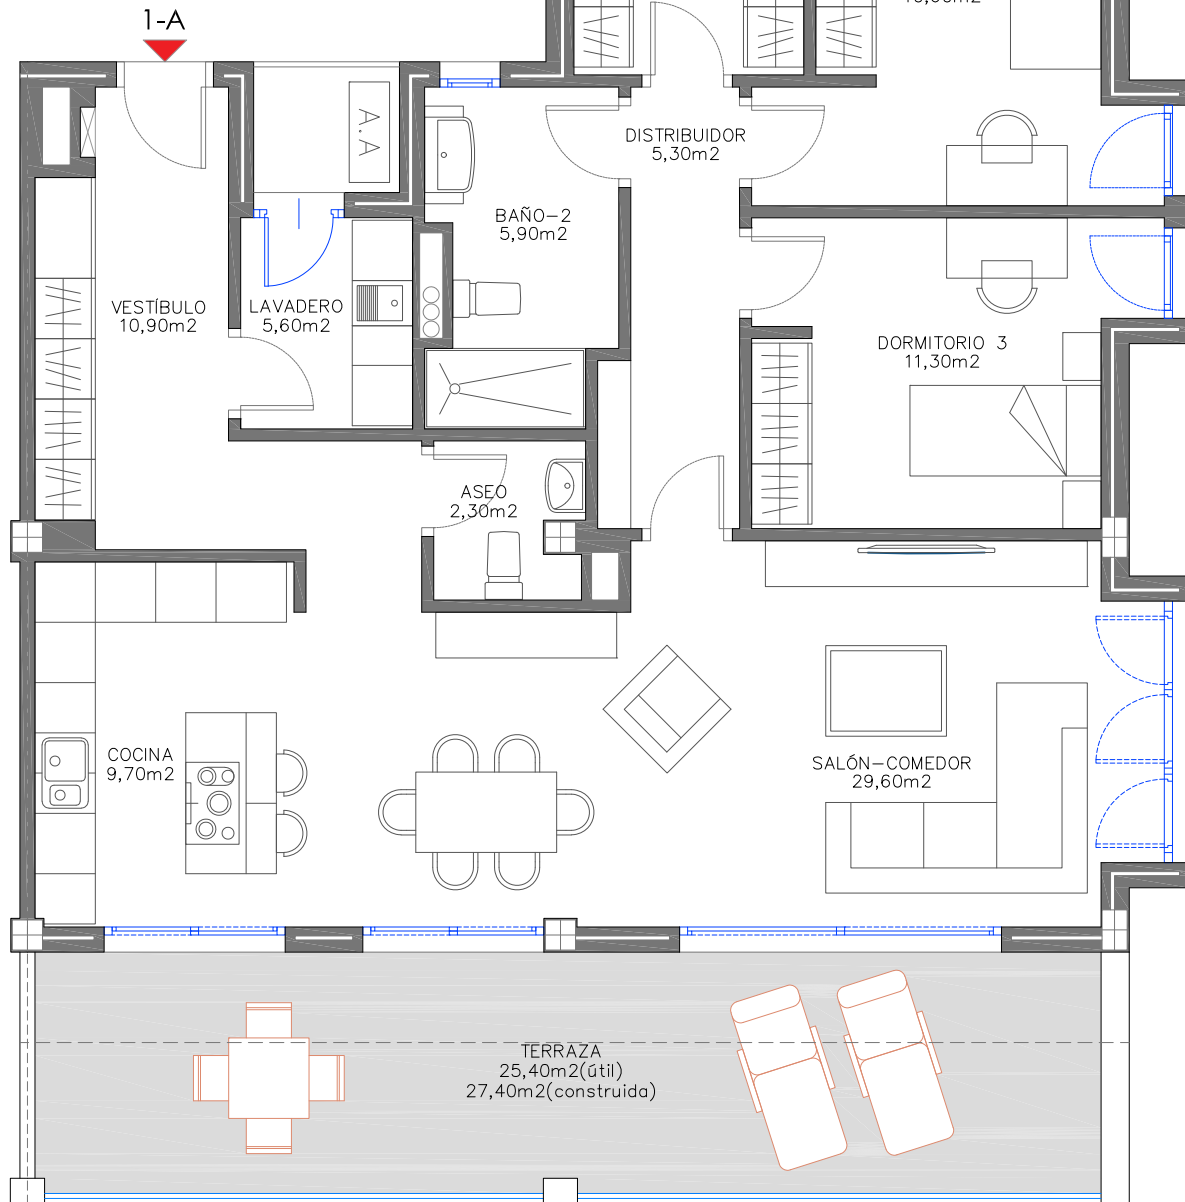 1-A
A.A
DISTRIBUIDOR
5,30m2
BAÑO-2
5,90m2
VESTÍBULO
10,90m2
LAVADERO
5,60m2
DORMITORIO 3
11,30m2
ASEO
2,30m2
COCINA
9,70m2
SALÓN-COMEDOR
29,60m2
TERRAZA
25,40m2(útil)
27,40m2(construida)